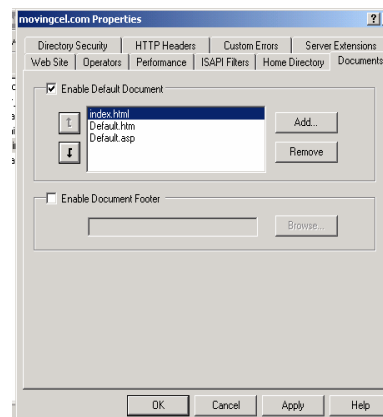 movingcel.com Properties
Directory Security HTTP Headers Custom Errors Server Extensions
Web Site Operators Performance ISAPI Filters Home Directory Documents
Enable Default Document
index.html
Default.htm
Default.asp
Add...
Remove
Enable Document Footer
Browse...
OK Cancel Apply Help